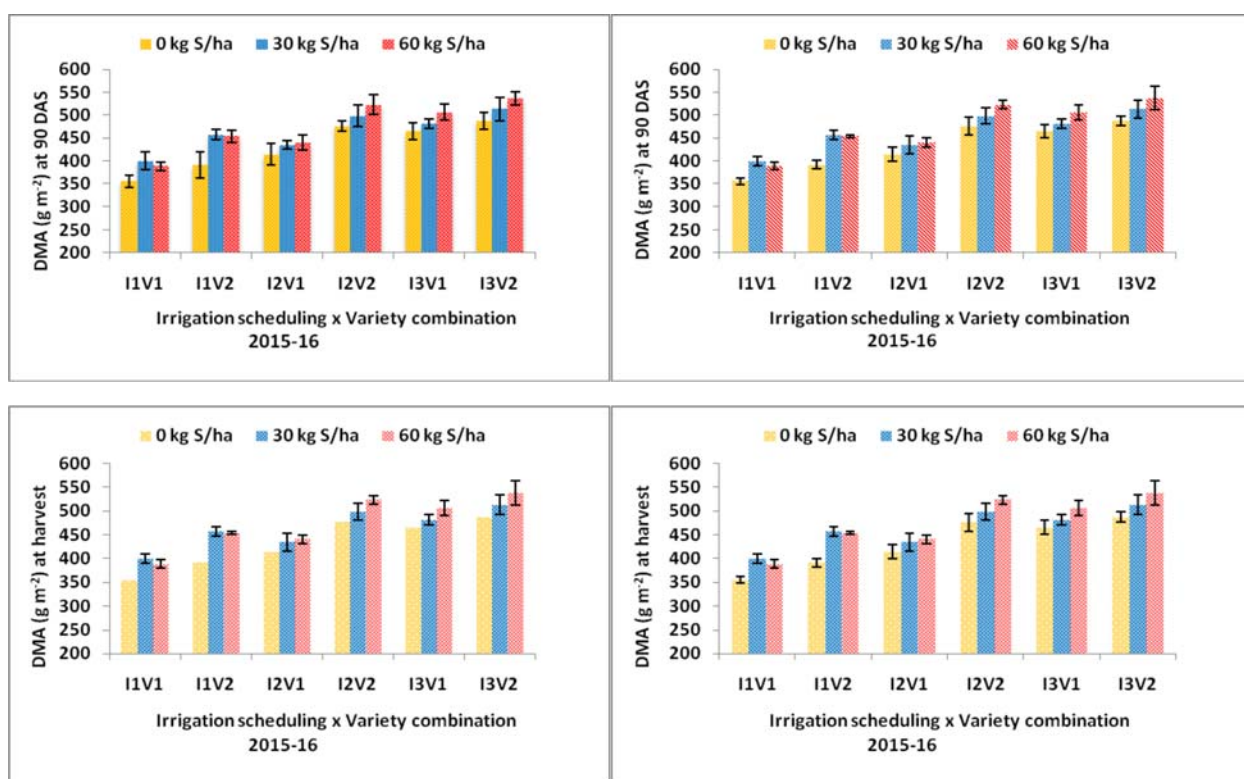 0 kg S/ha 30 kg S/ha 60 kg S/ha
DMA (g m⁻²) at 90 DAS
600
550
500
450
400
350
300
250
200
I1V1 I1V2 I2V1 I2V2 I3V1 I3V2
Irrigation scheduling x Variety combination
2015-16
0 kg S/ha 30 kg S/ha 60 kg S/ha
DMA (g m⁻²) at 90 DAS
600
550
500
450
400
350
300
250
200
I1V1 I1V2 I2V1 I2V2 I3V1 I3V2
Irrigation scheduling x Variety combination
2015-16
0 kg S/ha 30 kg S/ha 60 kg S/ha
DMA (g m⁻²) at harvest
600
550
500
450
400
350
300
250
200
I1V1 I1V2 I2V1 I2V2 I3V1 I3V2
Irrigation scheduling x Variety combination
2015-16
0 kg S/ha 30 kg S/ha 60 kg S/ha
DMA (g m⁻²) at harvest
600
550
500
450
400
350
300
250
200
I1V1 I1V2 I2V1 I2V2 I3V1 I3V2
Irrigation scheduling x Variety combination
2015-16